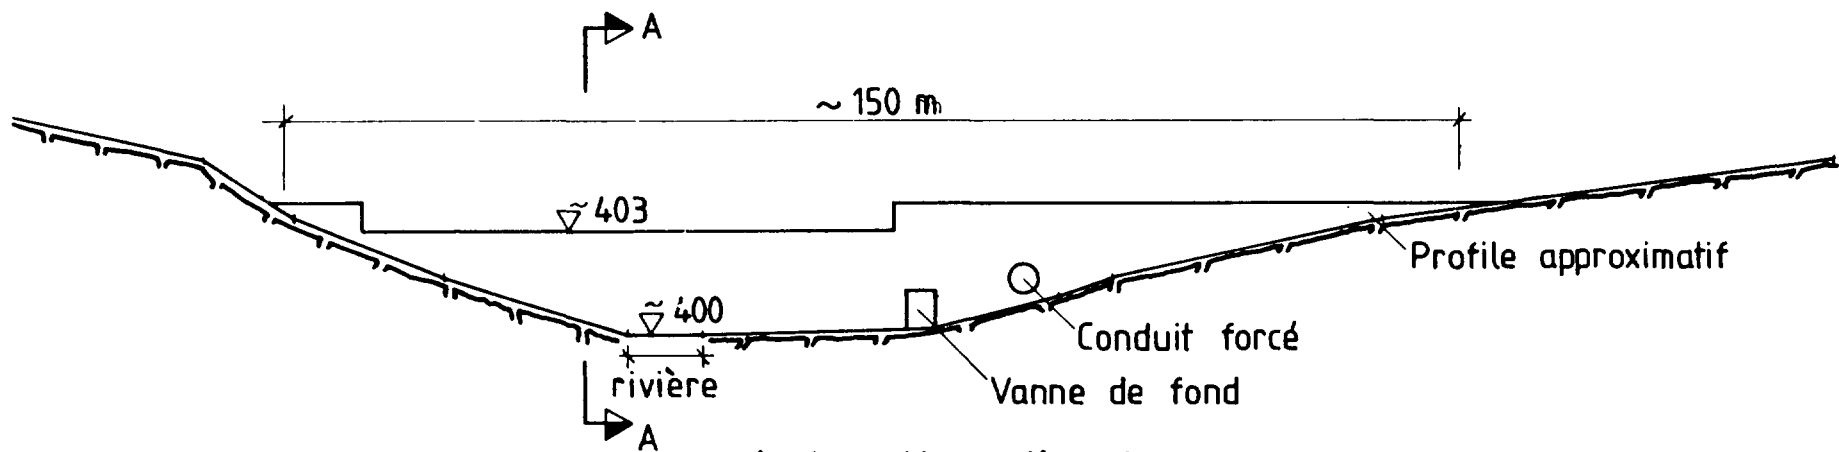 A
~ 150 m
~ 403
~ 400
Profile approximatif
Conduit forcé
rivière
Vanne de fond
A